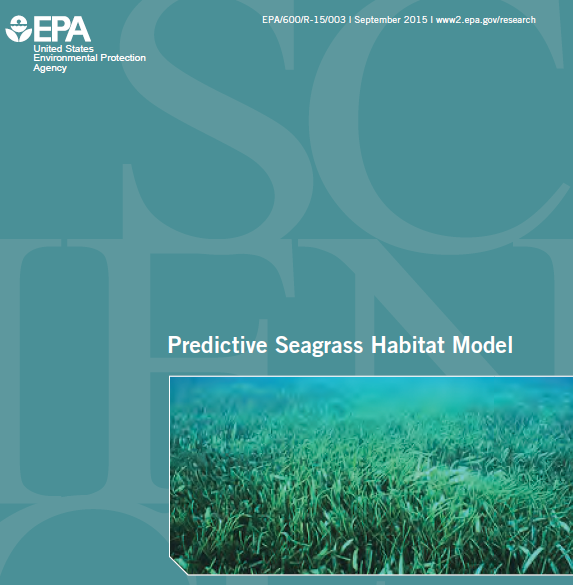 EPA/600/R-15/003 | September 2015 | www2.epa.gov/research
EPA
United States
Environmental Protection
Agency
SC
IEN
Predictive Seagrass Habitat Model